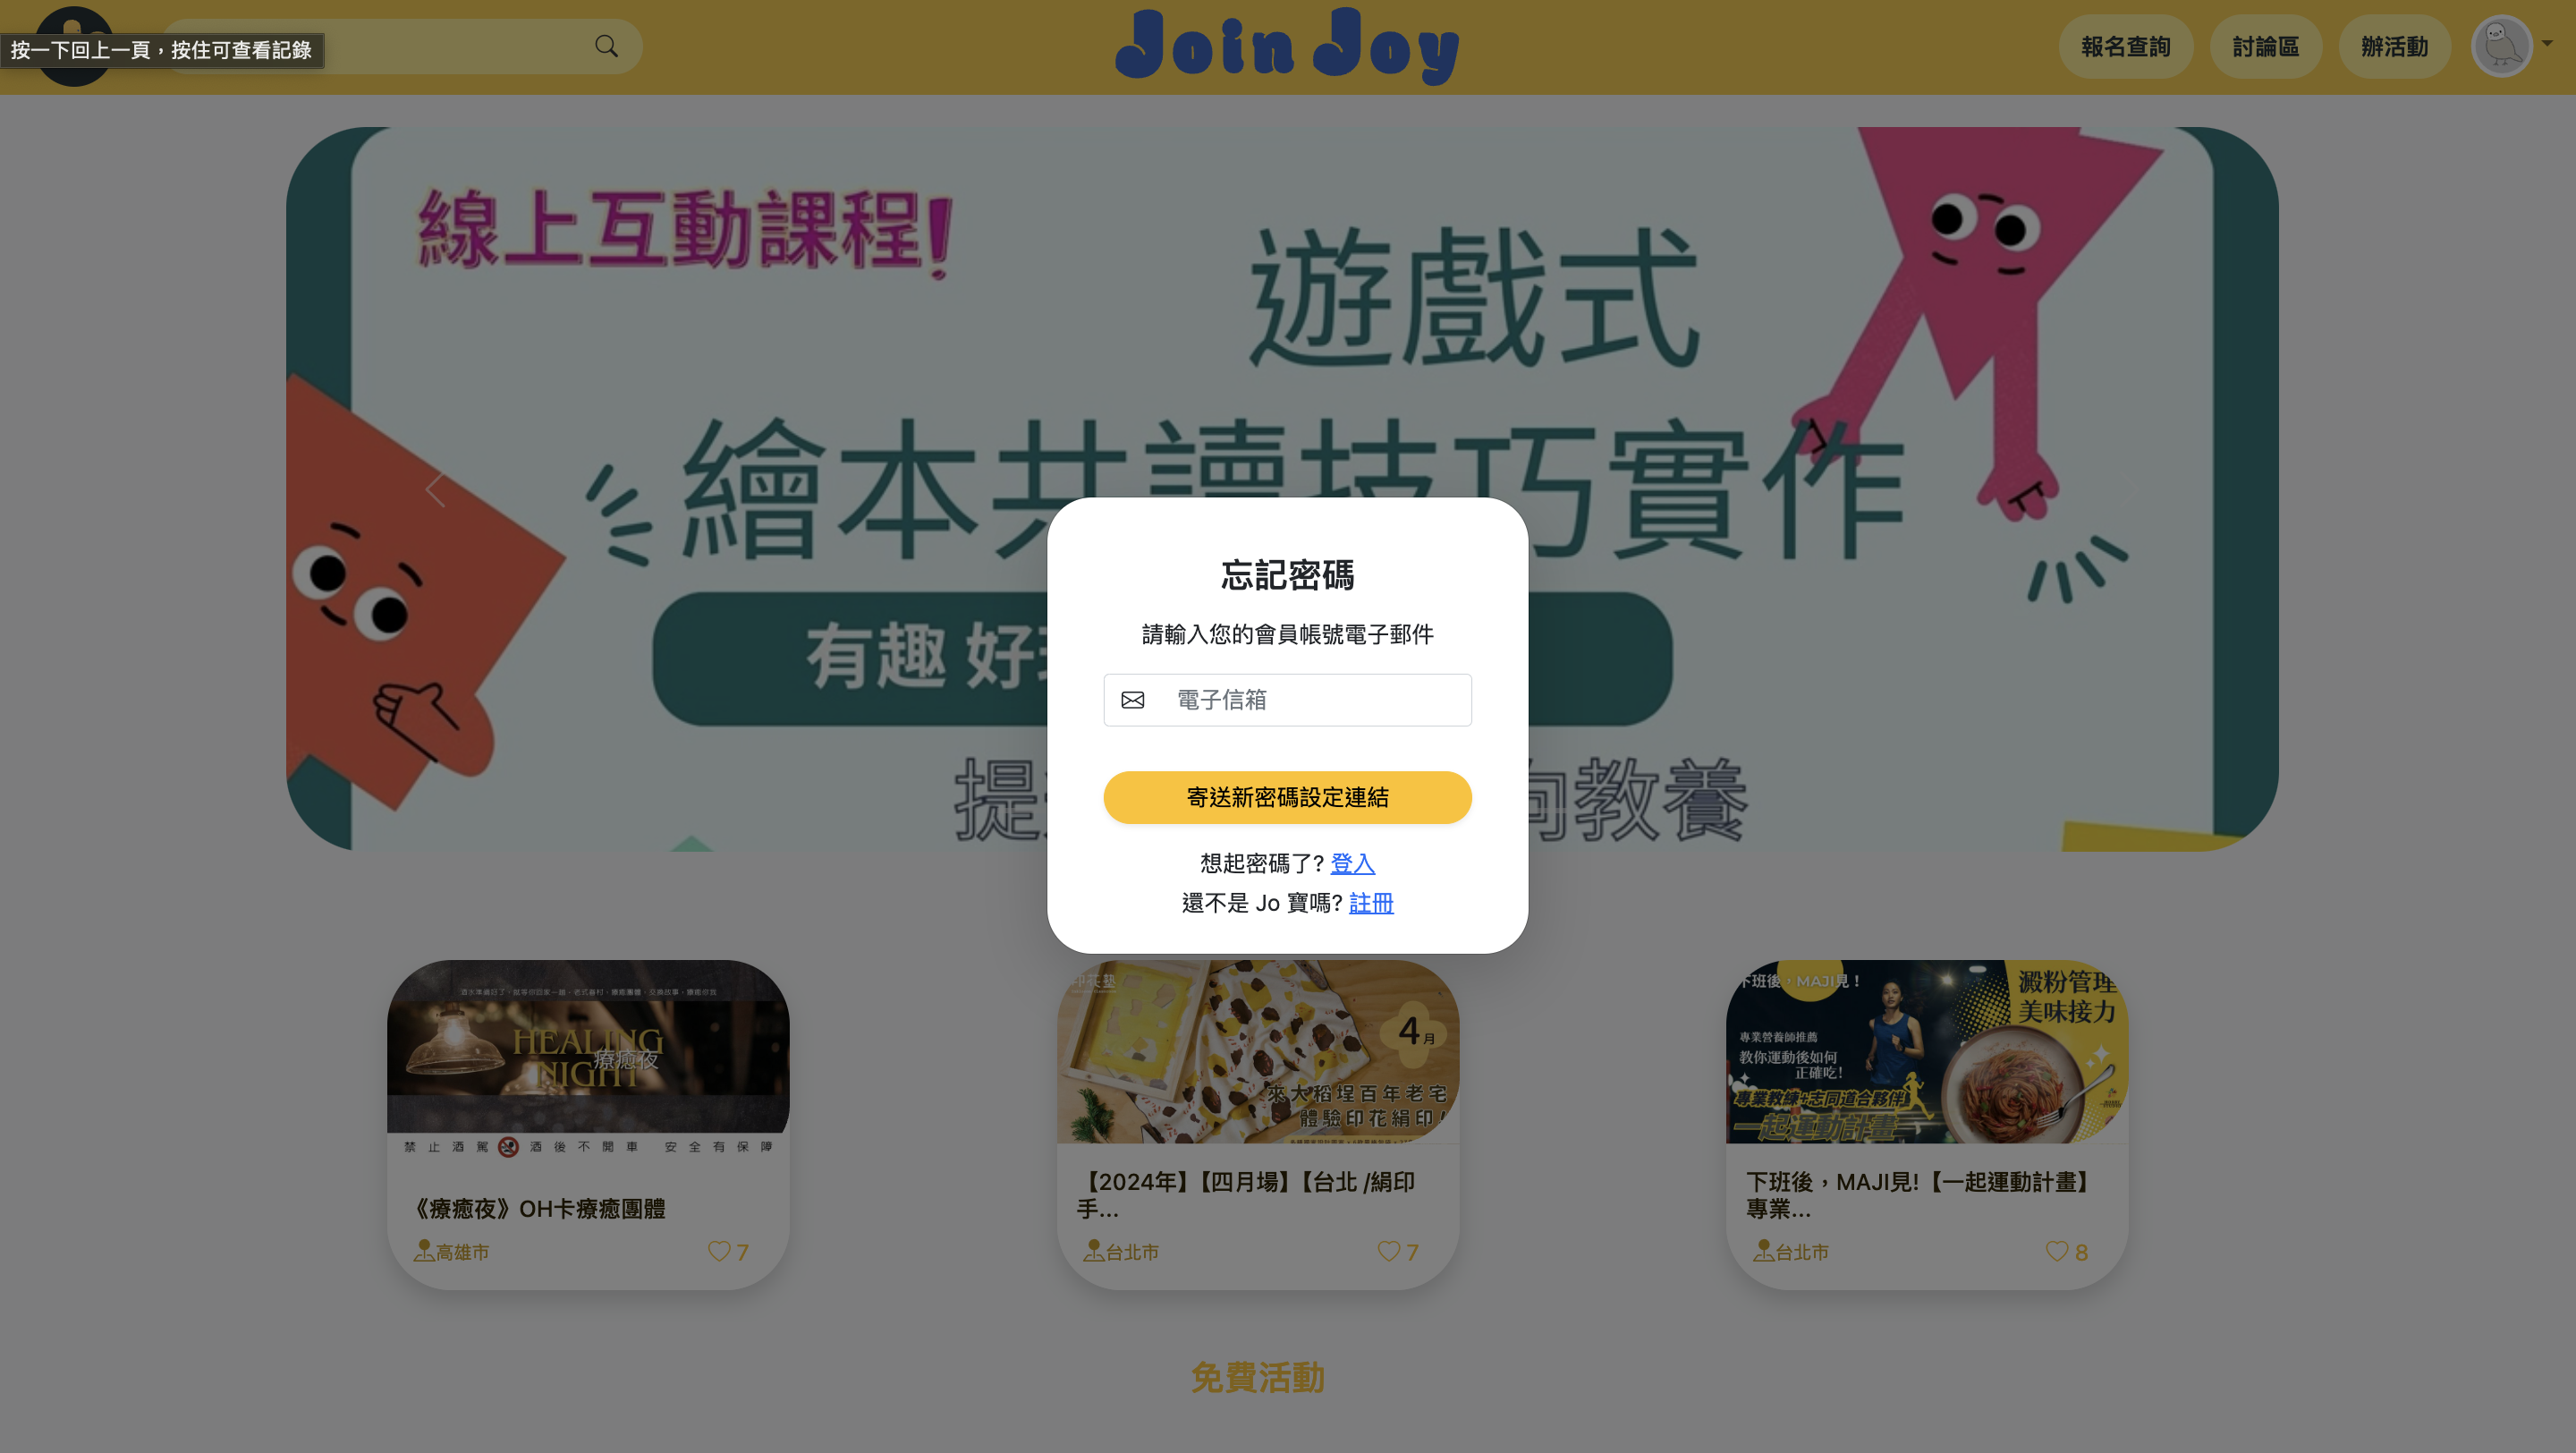 按一下回上一頁，按住可查看記錄
Join Joy
報名查詢
討論區
辦活動
線上互動課程!
遊戲式
繪本共讀技巧實作
有趣 好
提
向教養
忘記密碼
請輸入您的會員帳號電子郵件
電子信箱
寄送新密碼設定連結
想起密碼了? 登入
還不是 Jo 寶嗎? 註冊
HEALING
療癒夜
NIGHT
禁止酒駕 酒後不開車 安全有保障
《療癒夜》OH卡療癒團體
高雄市
7
印花藝
4月
來大稻埕百年老宅
體驗印花絹印!
【2024年】【四月場】【台北 /絹印
手...
台北市
7
下班後，MAJI見！
澱粉管理
美味接力
專業營養師推薦
教你運動後如何
正確吃！
專業教練+志同道合夥伴
一起運動計畫
下班後，MAJI見!【一起運動計畫】
專業...
台北市
8
免費活動